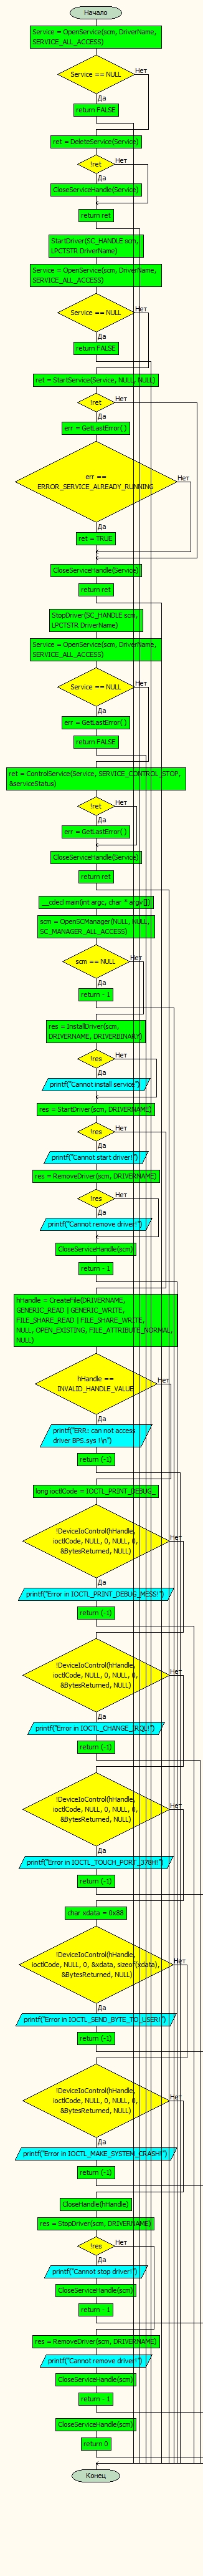 Начало
Service = OpenService(scm, DriverName,
SERVICE_ALL_ACCESS)
Service == NULL
Нет
Да
return FALSE
ret = DeleteService(Service)
!ret
Нет
Да
CloseServiceHandle(Service)
return ret
StartDriver(SC_HANDLE scm,
LPCTSTR DriverName)
Service = OpenService(scm, DriverName,
SERVICE_ALL_ACCESS)
Service == NULL
Нет
Да
return FALSE
ret = StartService(Service, NULL, NULL)
!ret
Нет
Да
err = GetLastError( )
err ==
ERROR_SERVICE_ALREADY_RUNNING
Нет
Да
ret = TRUE
CloseServiceHandle(Service)
return ret
StopDriver(SC_HANDLE scm,
LPCTSTR DriverName)
Service = OpenService(scm, DriverName,
SERVICE_ALL_ACCESS)
Service == NULL
Нет
Да
err = GetLastError( )
return FALSE
ret = ControlService(Service, SERVICE_CONTROL_STOP,
&serviceStatus)
!ret
Нет
Да
err = GetLastError( )
CloseServiceHandle(Service)
return ret
__cdecl main(int argc, char * argv[])
scm = OpenSCManager(NULL, NULL,
SC_MANAGER_ALL_ACCESS)
scm == NULL
Нет
Да
return - 1
res = InstallDriver(scm,
DRIVERNAME, DRIVERBINARY)
!res
Нет
Да
printf("Cannot install service")
res = StartDriver(scm, DRIVERNAME)
!res
Нет
Да
printf("Cannot start driver!")
res = RemoveDriver(scm, DRIVERNAME)
!res
Нет
Да
printf("Cannot remove driver!")
CloseServiceHandle(scm)
return - 1
hHandle = CreateFile(DRIVERNAME,
GENERIC_READ | GENERIC_WRITE,
FILE_SHARE_READ | FILE_SHARE_WRITE,
NULL, OPEN_EXISTING, FILE_ATTRIBUTE_NORMAL,
NULL)
hHandle ==
INVALID_HANDLE_VALUE
Нет
Да
printf("ERR: can not access
driver BPS.sys !\n")
return (-1)
long ioctlCode = IOCTL_PRINT_DEBUG_
!DeviceIoControl(hHandle,
ioctlCode, NULL, 0, NULL, 0,
&BytesReturned, NULL)
Нет
Да
printf("Error in IOCTL_PRINT_DEBUG_MESS!")
return (-1)
!DeviceIoControl(hHandle,
ioctlCode, NULL, 0, NULL, 0,
&BytesReturned, NULL)
Нет
Да
printf("Error in IOCTL_CHANGE_IRQL!")
return (-1)
!DeviceIoControl(hHandle,
ioctlCode, NULL, 0, NULL, 0,
&BytesReturned, NULL)
Нет
Да
printf("Error in IOCTL_TOUCH_PORT_378H!")
return (-1)
char xdata = 0x88
!DeviceIoControl(hHandle,
ioctlCode, NULL, 0, &xdata, sizeof(xdata),
&BytesReturned, NULL)
Нет
Да
printf("Error in IOCTL_SEND_BYTE_TO_USER!")
return (-1)
!DeviceIoControl(hHandle,
ioctlCode, NULL, 0, NULL, 0,
&BytesReturned, NULL)
Нет
Да
printf("Error in IOCTL_MAKE_SYSTEM_CRASH!")
return (-1)
CloseHandle(hHandle)
res = StopDriver(scm, DRIVERNAME)
!res
Нет
Да
printf("Cannot stop driver!")
CloseServiceHandle(scm)
return - 1
res = RemoveDriver(scm, DRIVERNAME)
printf("Cannot remove driver!")
CloseServiceHandle(scm)
return - 1
CloseServiceHandle(scm)
return 0
Конец